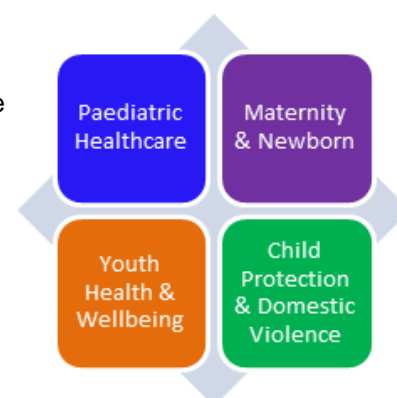 e
Paediatric
Healthcare
Maternity
& Newborn
Youth
Health &
Wellbeing
Child
Protection
& Domestic
Violence